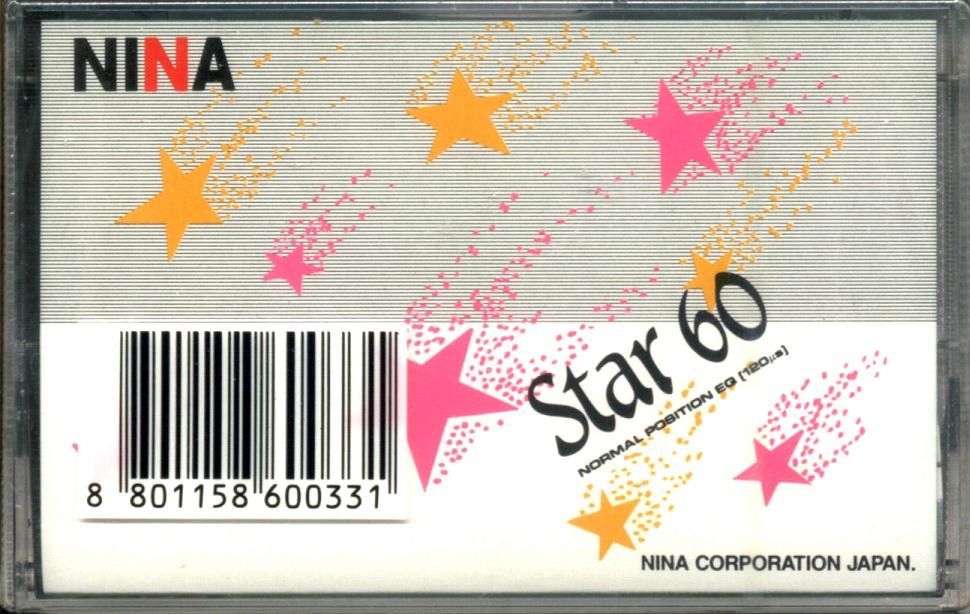 NINA
Star 60
NORMAL POSITION EQ (120μs)
8 801158 600331
NINA CORPORATION JAPAN.